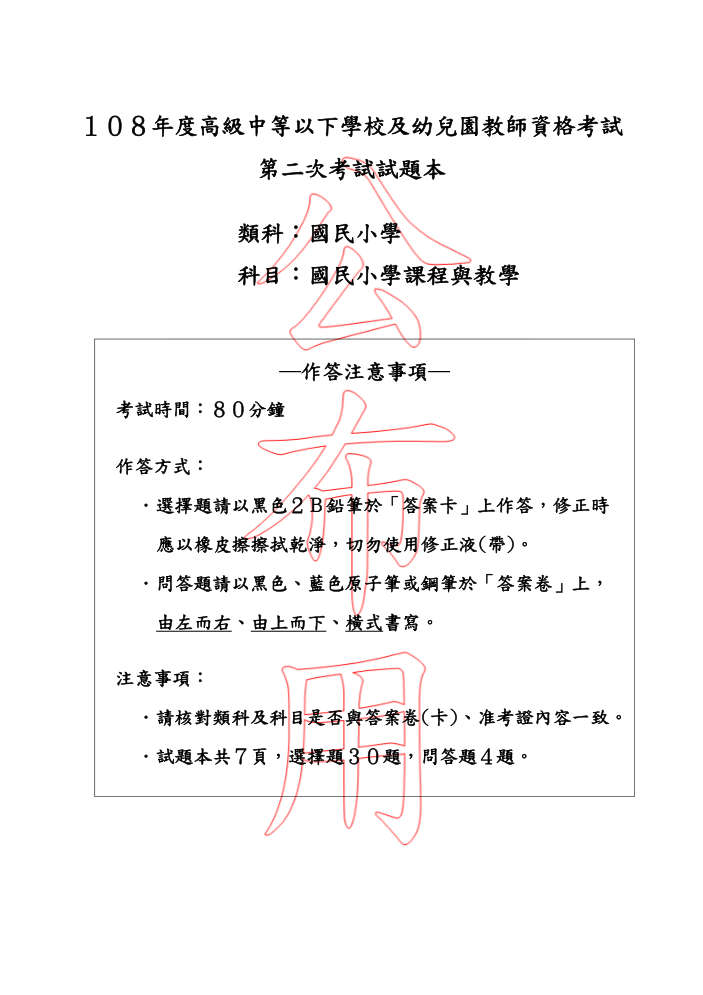 １０８年度高級中等以下學校及幼兒園教師資格考試
第二次考試試題本
類科：國民小學
科目：國民小學課程與教學
—作答注意事項—
考試時間：８０分鐘
作答方式：
．選擇題請以黑色２Ｂ鉛筆於「答案卡」上作答，修正時
應以橡皮擦擦拭乾淨，切勿使用修正液(帶)。
．問答題請以黑色、藍色原子筆或鋼筆於「答案卷」上，
由左而右、由上而下、橫式書寫。
注意事項：
．請核對類科及科目是否與答案卷(卡)、准考證內容一致。
．試題本共７頁，選擇題３０題，問答題４題。
公布用